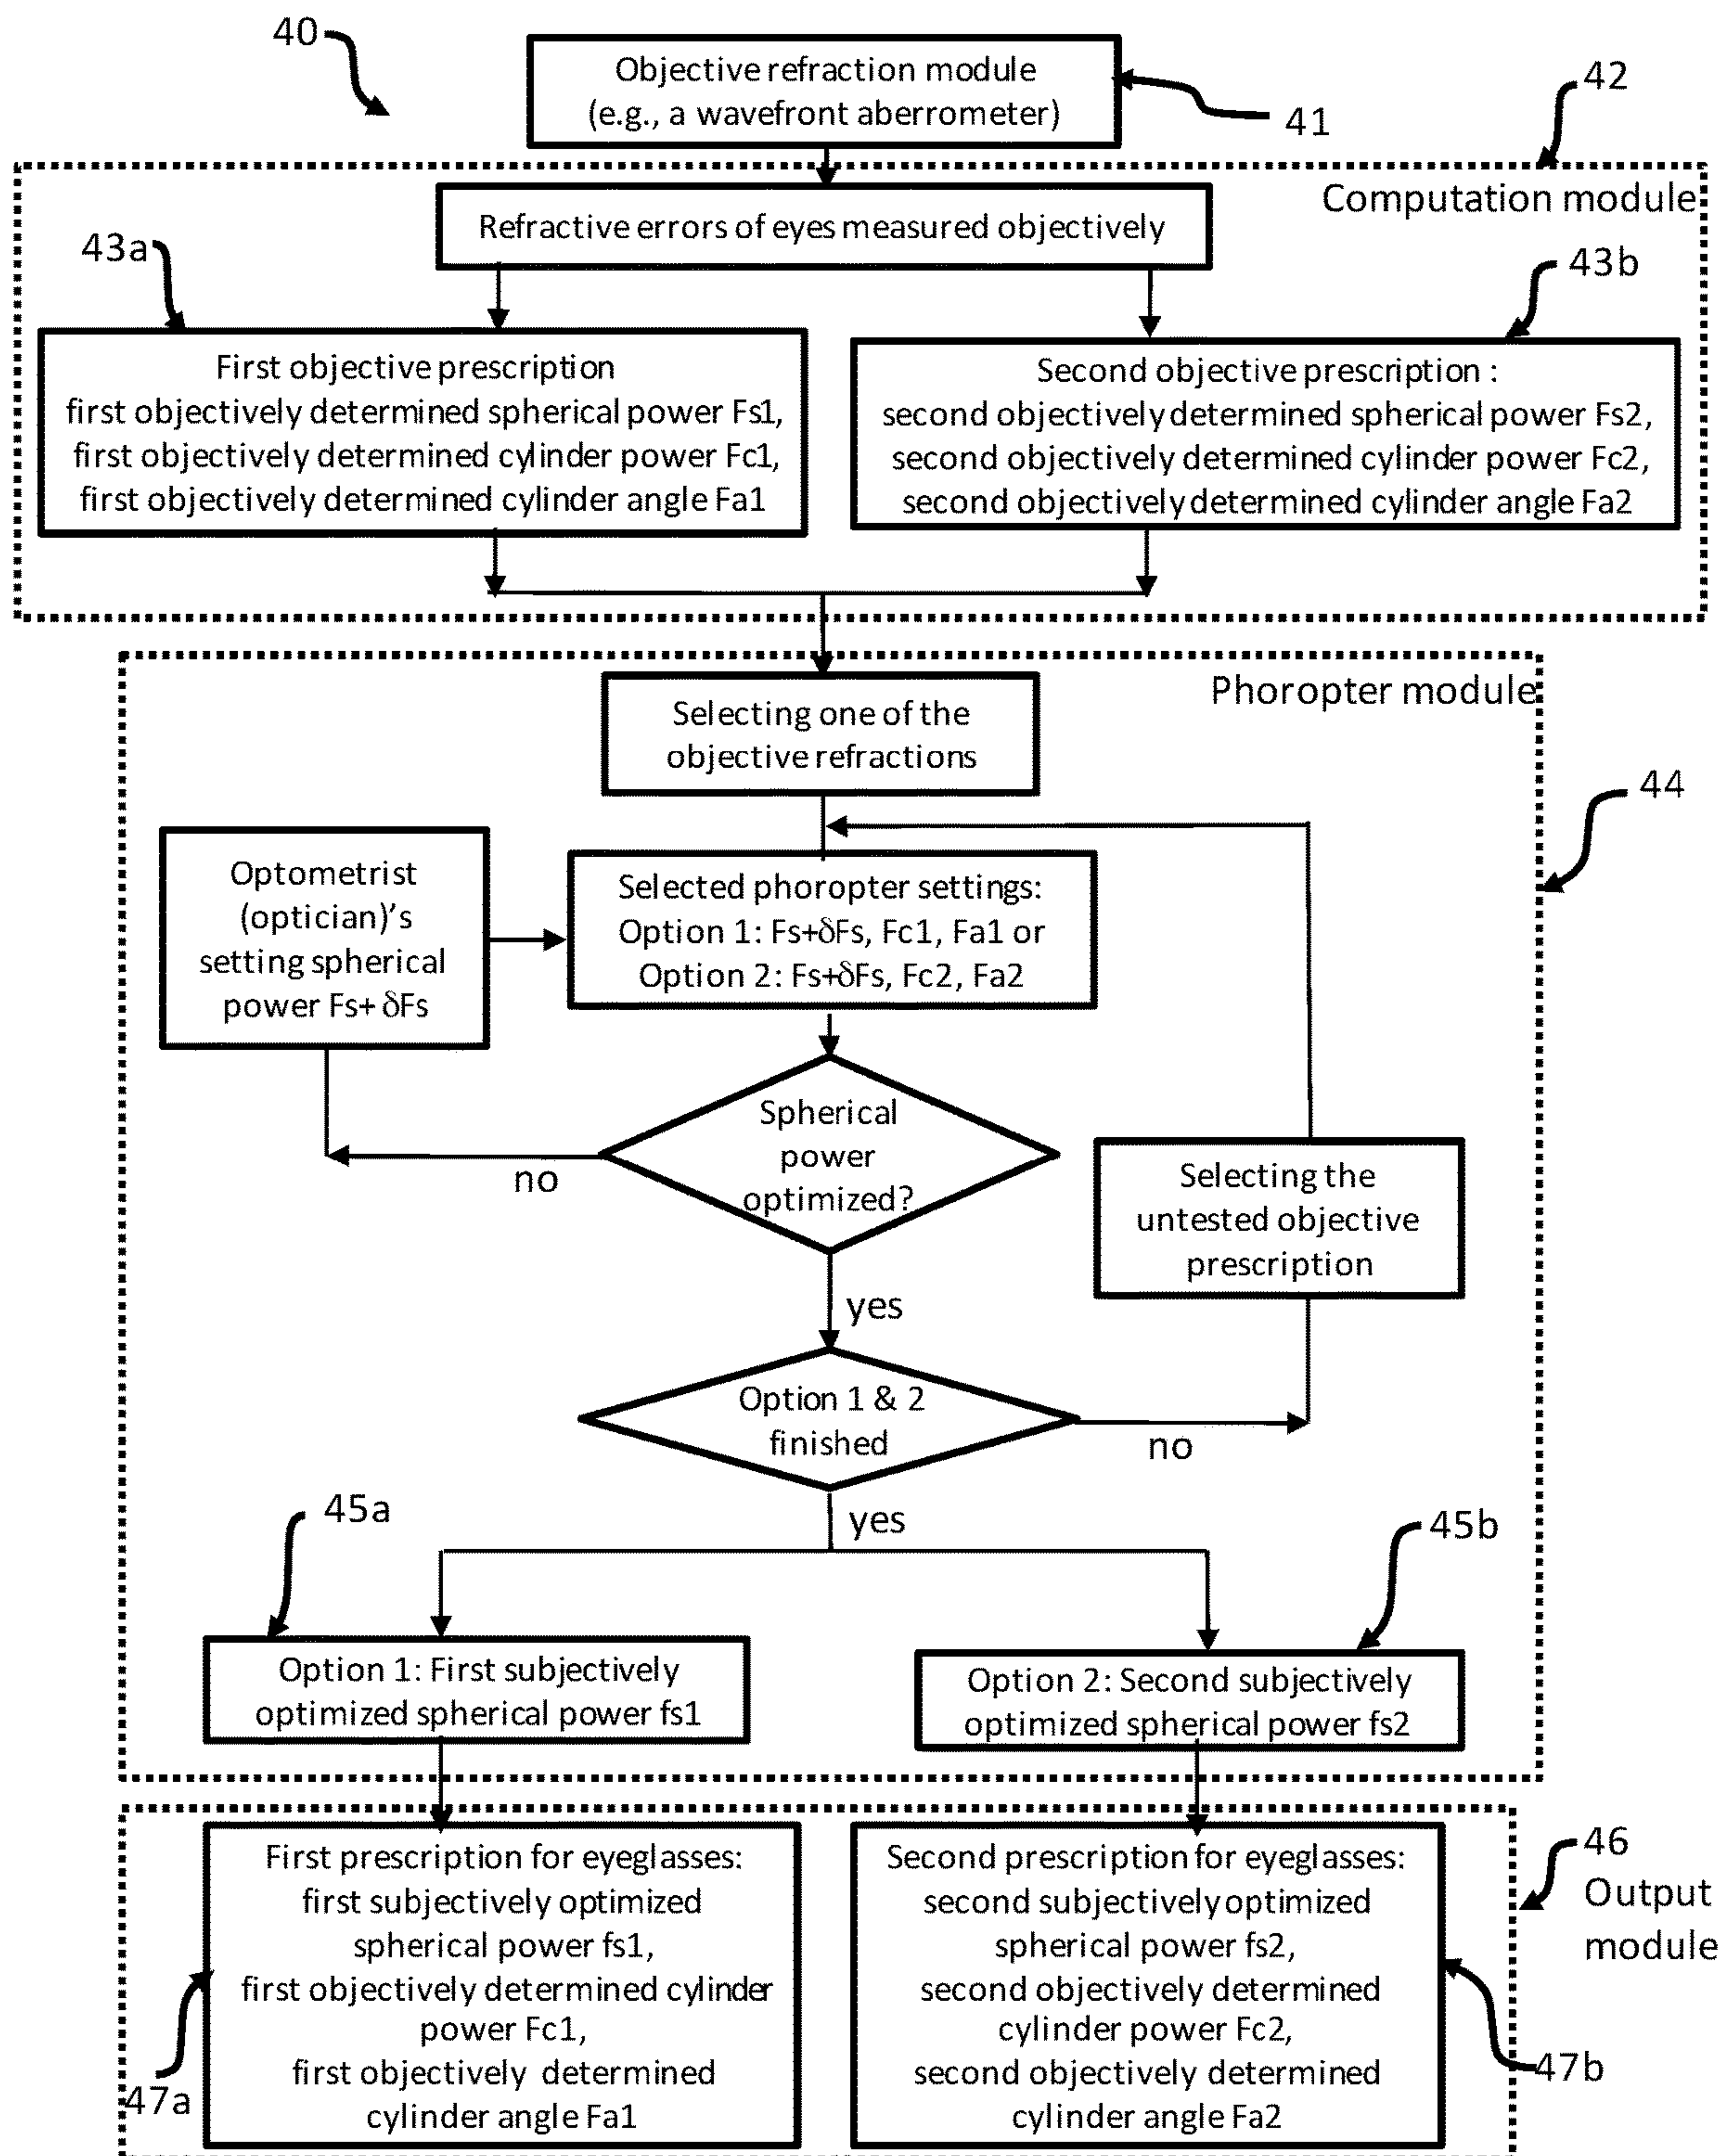 40
Objective refraction module
(e.g., a wavefront aberrometer)
41
42
Computation module
Refractive errors of eyes measured objectively
43a
43b
First objective prescription
first objectively determined spherical power Fs1,
first objectively determined cylinder power Fc1,
first objectively determined cylinder angle Fa1
Second objective prescription :
second objectively determined spherical power Fs2,
second objectively determined cylinder power Fc2,
second objectively determined cylinder angle Fa2
Phoropter module
Selecting one of the
objective refractions
44
Optometrist
(optician)'s
setting spherical
power Fs+ δFs
Selected phoropter settings:
Option 1: Fs+δFs, Fc1, Fa1 or
Option 2: Fs+δFs, Fc2, Fa2
Spherical
power
optimized?
no
yes
Selecting the
untested objective
prescription
Option 1 & 2
finished
no
yes
45a
45b
Option 1: First subjectively
optimized spherical power fs1
Option 2: Second subjectively
optimized spherical power fs2
46
Output
module
First prescription for eyeglasses:
first subjectively optimized
spherical power fs1,
first objectively determined cylinder
power Fc1,
first objectively determined
cylinder angle Fa1
Second prescription for eyeglasses:
second subjectively optimized
spherical power fs2,
second objectively determined
cylinder power Fc2,
second objectively determined
cylinder angle Fa2
47a
47b